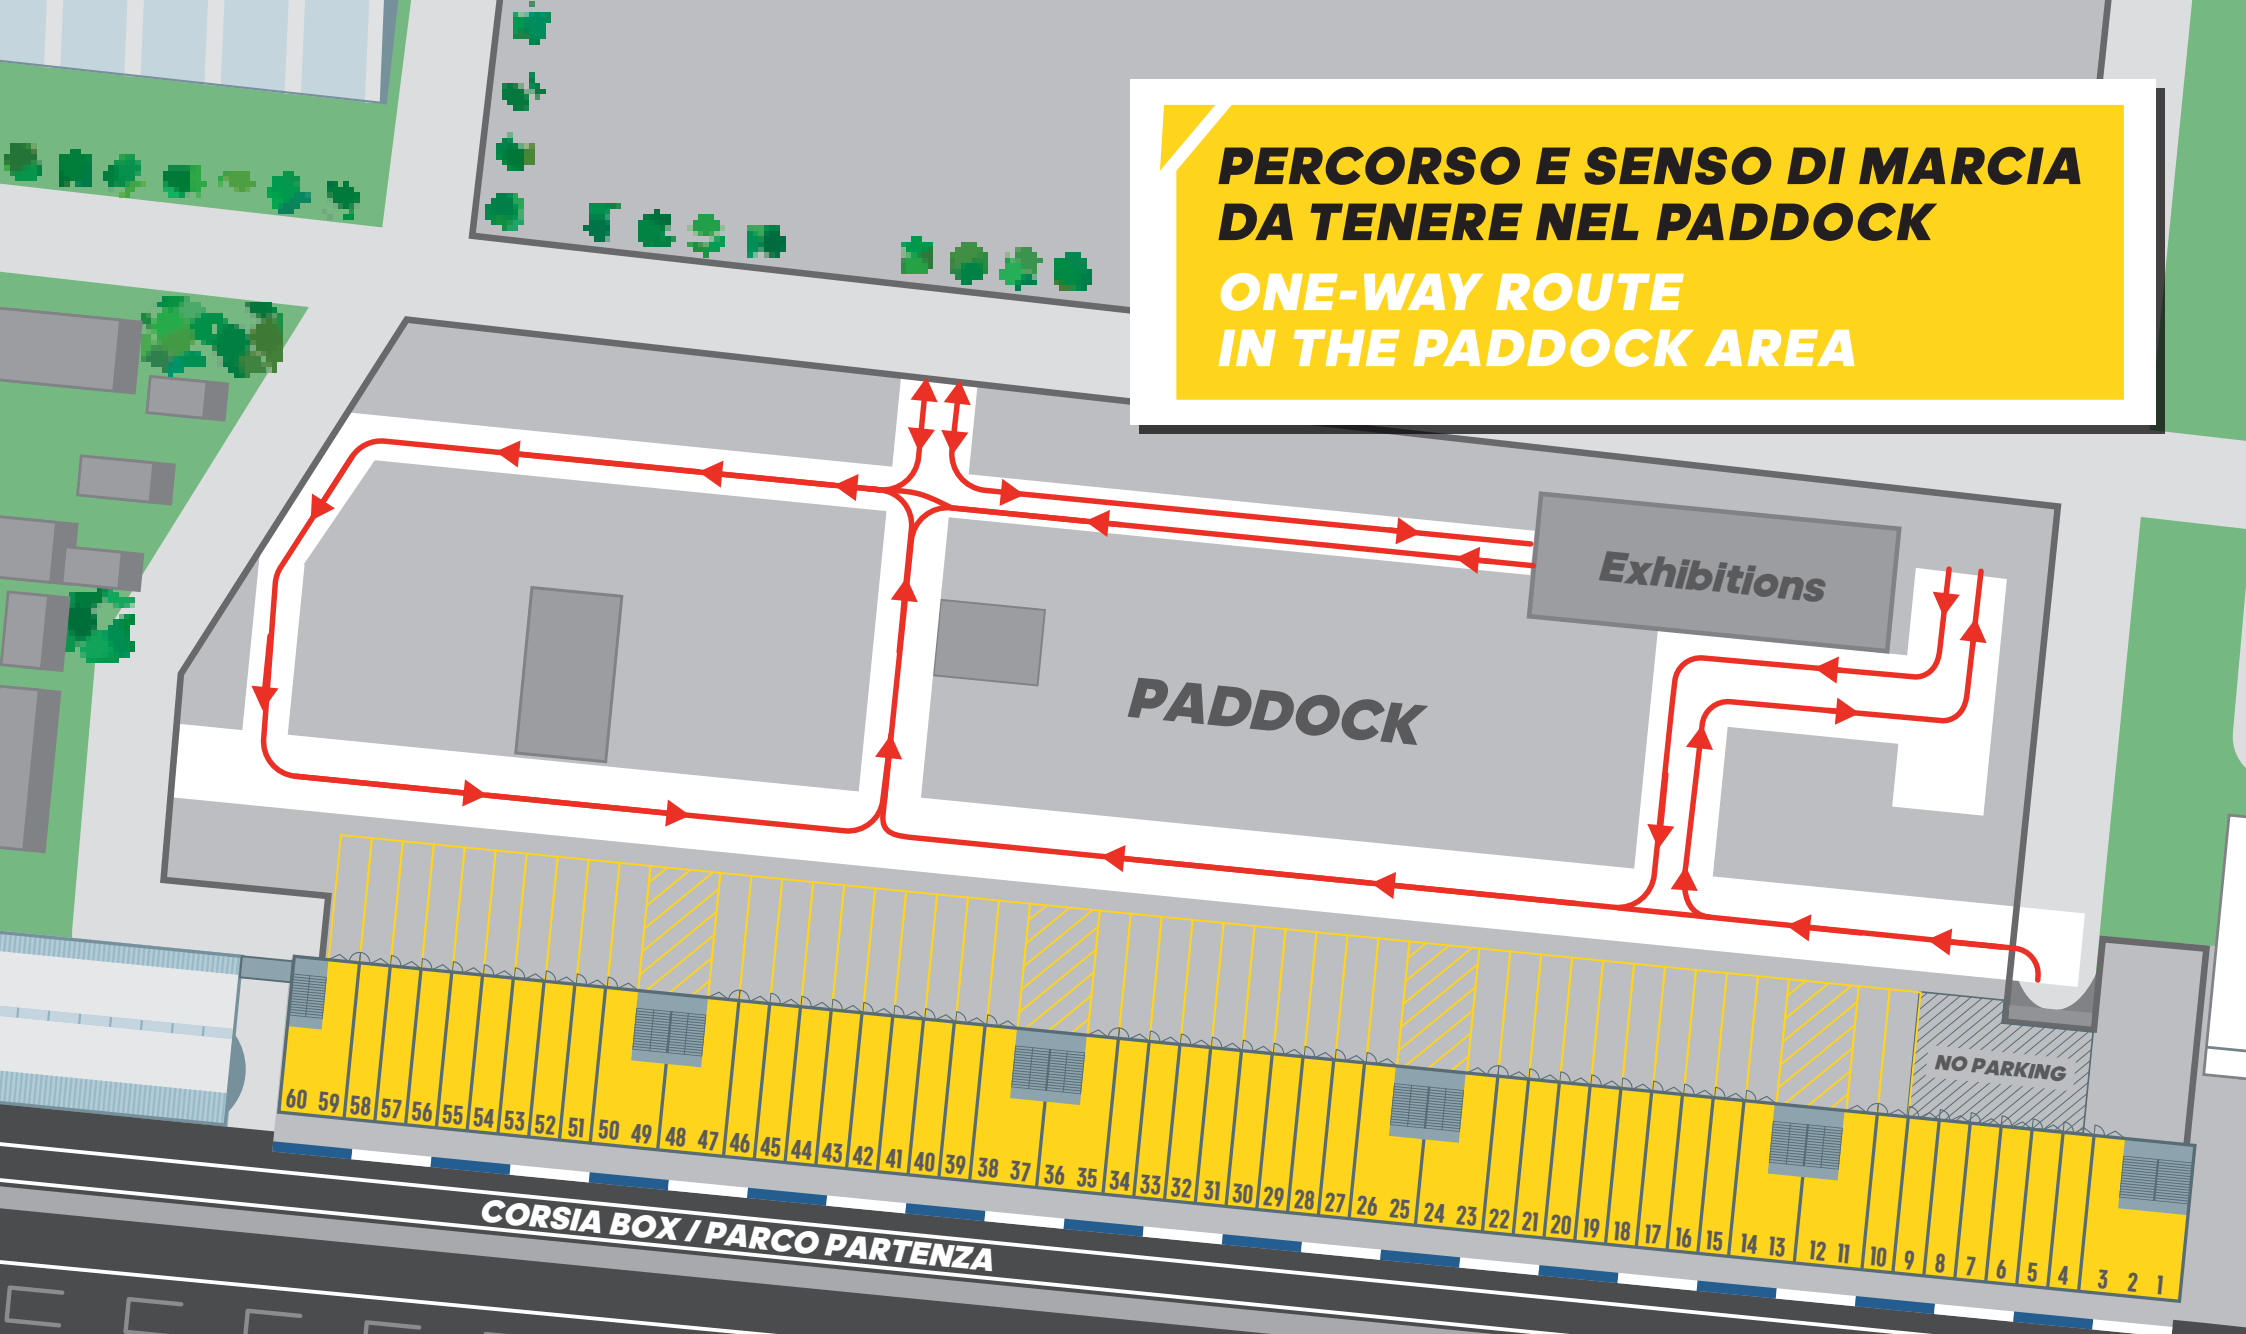 PERCORSO E SENSO DI MARCIA
DA TENERE NEL PADDOCK
ONE-WAY ROUTE
IN THE PADDOCK AREA
Exhibitions
PADDOCK
NO PARKING
60 59 58 57 56 55 54 53 52 51 50 49 48 47 46 45 44 43 42 41 40 39 38 37 36 35 34 33 32 31 30 29 28 27 26 25 24 23 22 21 20 19 18 17 16 15 14 13 12 11 10 9 8 7 6 5 4 3 2 1
CORSIA BOX / PARCO PARTENZA